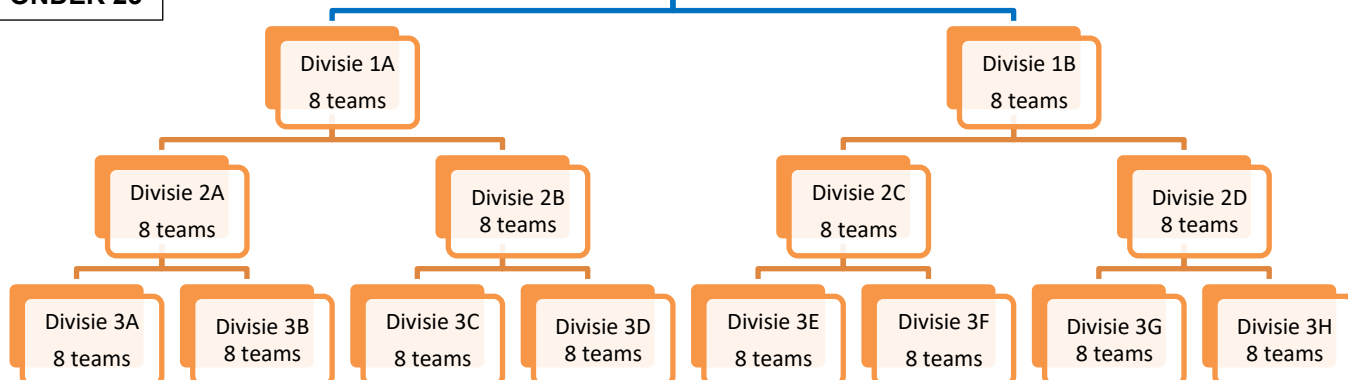 Divisie 1A
8 teams
Divisie 1B
8 teams
Divisie 2A
8 teams
Divisie 2B
8 teams
Divisie 2C
8 teams
Divisie 2D
8 teams
Divisie 3A
8 teams
Divisie 3B
8 teams
Divisie 3C
8 teams
Divisie 3D
8 teams
Divisie 3E
8 teams
Divisie 3F
8 teams
Divisie 3G
8 teams
Divisie 3H
8 teams